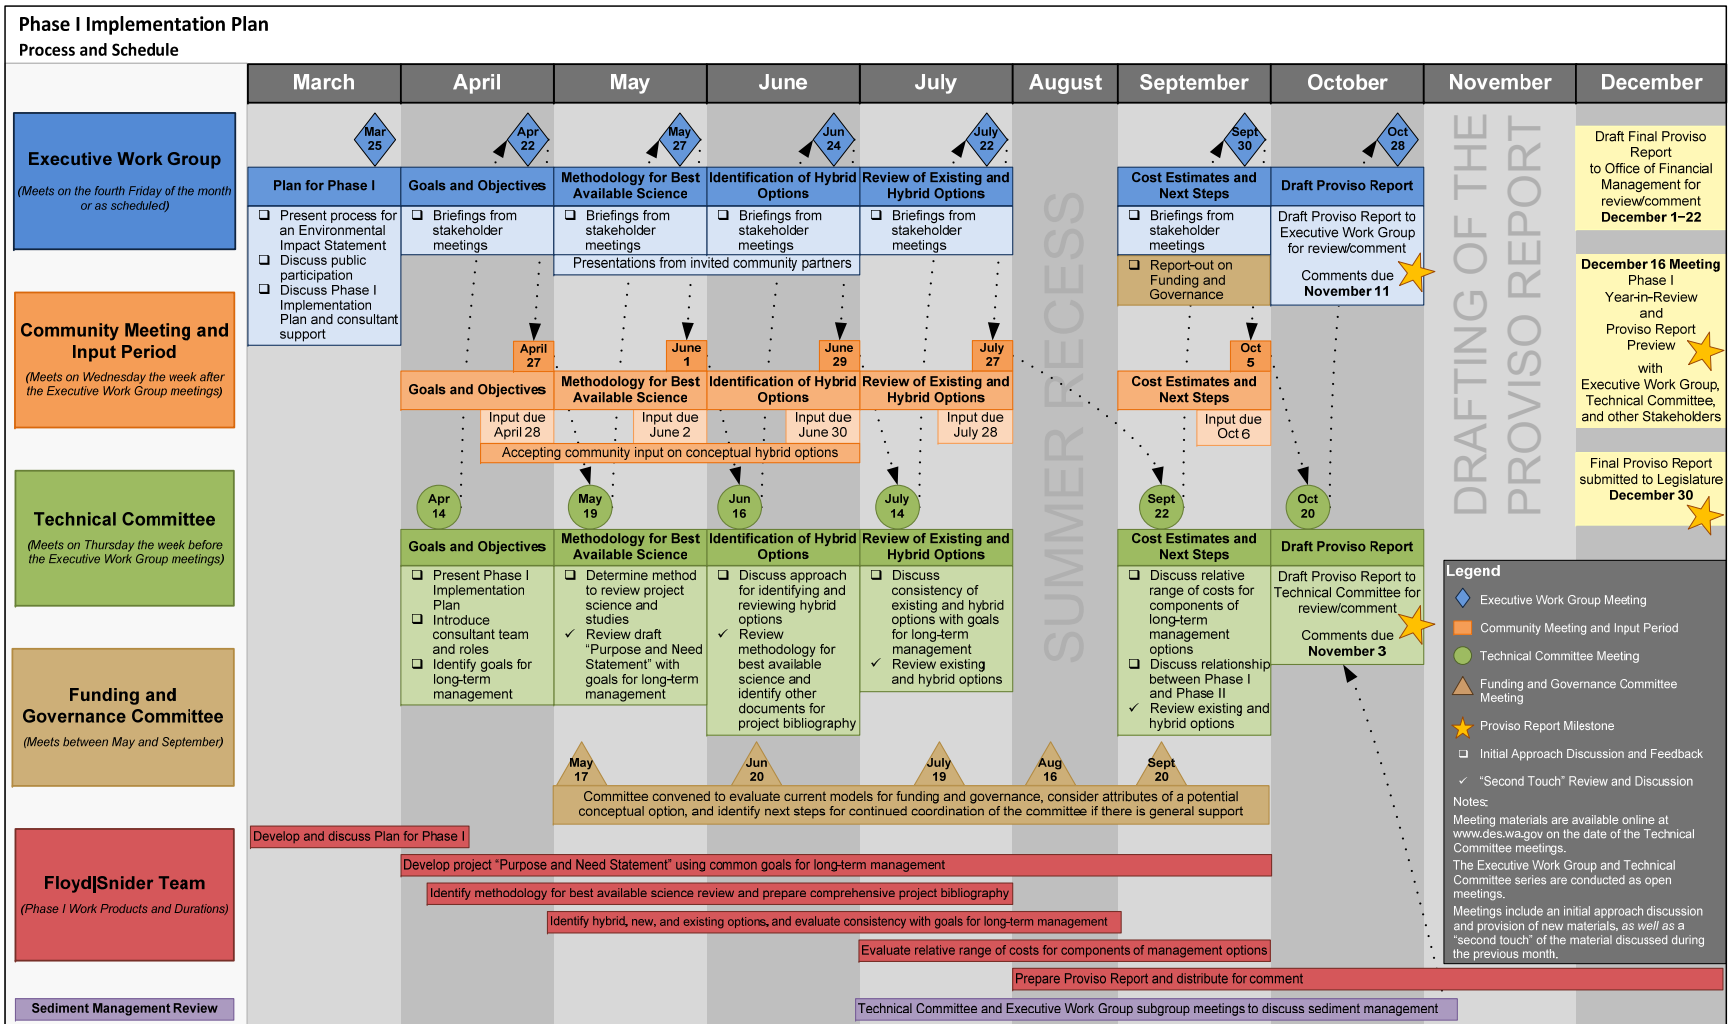 Phase I Implementation Plan
Process and Schedule
March
April
May
June
July
August
September
October
November
December
Executive Work Group
(Meets on the fourth Friday of the month
or as scheduled)
Mar
25
Apr
22
May
27
Jun
24
July
22
Sept
30
Oct
28
Plan for Phase I
❑ Present process for
an Environmental
Impact Statement
❑ Discuss public
participation
❑ Discuss Phase I
Implementation
Plan and consultant
support
Goals and Objectives
❑ Briefings from
stakeholder
meetings
Methodology for Best
Available Science
❑ Briefings from
stakeholder
meetings
Identification of Hybrid
Options
❑ Briefings from
stakeholder
meetings
Presentations from invited community partners
Review of Existing and
Hybrid Options
❑ Briefings from
stakeholder
meetings
Cost Estimates and
Next Steps
❑ Briefings from
stakeholder
meetings
❑ Report-out on
Funding and
Governance
Draft Proviso Report
Draft Proviso Report to
Executive Work Group
for review/comment
Comments due
November 11
SUMMER RECESS
DRAFTING OF THE
PROVISO REPORT
Draft Final Proviso
Report
to Office of Financial
Management for
review/comment
December 1–22
December 16 Meeting
Phase I
Year-in-Review
and
Proviso Report
Preview
with
Executive Work Group,
Technical Committee,
and other Stakeholders
Final Proviso Report
submitted to Legislature
December 30
Community Meeting and
Input Period
(Meets on Wednesday the week after
the Executive Work Group meetings)
April
27
June
1
June
29
July
27
Oct
5
Goals and Objectives
Methodology for Best
Available Science
Identification of Hybrid
Options
Review of Existing and
Hybrid Options
Cost Estimates and
Next Steps
Input due
April 28
Input due
June 2
Input due
June 30
Input due
July 28
Input due
Oct 6
Accepting community input on conceptual hybrid options
Technical Committee
(Meets on Thursday the week before
the Executive Work Group meetings)
Apr
14
May
19
Jun
16
July
14
Sept
22
Oct
20
Goals and Objectives
❑ Present Phase I
Implementation
Plan
❑ Introduce
consultant team
and roles
❑ Identify goals for
long-term
management
Methodology for Best
Available Science
❑ Determine method
to review project
science and
studies
✓ Review draft
“Purpose and Need
Statement” with
goals for long-term
management
Identification of Hybrid
Options
❑ Discuss approach
for identifying and
reviewing hybrid
options
✓ Review
methodology for
best available
science and
identify other
documents for
project bibliography
Review of Existing and
Hybrid Options
❑ Discuss
consistency of
existing and hybrid
options with goals
for long-term
management
✓ Review existing
and hybrid options
Cost Estimates and
Next Steps
❑ Discuss relative
range of costs for
components of
long-term
management
options
❑ Discuss relationship
between Phase I
and Phase II
✓ Review existing and
hybrid options
Draft Proviso Report
Draft Proviso Report to
Technical Committee for
review/comment
Comments due
November 3
Funding and
Governance Committee
(Meets between May and September)
May
17
Jun
20
July
19
Aug
16
Sept
20
Committee convened to evaluate current models for funding and governance, consider attributes of a potential
conceptual option, and identify next steps for continued coordination of the committee if there is general support
Floyd|Snider Team
(Phase I Work Products and Durations)
Develop and discuss Plan for Phase I
Develop project “Purpose and Need Statement” using common goals for long-term management
Identify methodology for best available science review and prepare comprehensive project bibliography
Identify hybrid, new, and existing options, and evaluate consistency with goals for long-term management
Evaluate relative range of costs for components of management options
Prepare Proviso Report and distribute for comment
Sediment Management Review
Technical Committee and Executive Work Group subgroup meetings to discuss sediment management
Legend
Executive Work Group Meeting
Community Meeting and Input Period
Technical Committee Meeting
Funding and Governance Committee
Meeting
Proviso Report Milestone
❑ Initial Approach Discussion and Feedback
✓ “Second Touch” Review and Discussion
Notes:
Meeting materials are available online at
www.des.wa.gov on the date of the Technical
Committee meetings.
The Executive Work Group and Technical
Committee series are conducted as open
meetings.
Meetings include an initial approach discussion
and provision of new materials, as well as a
“second touch” of the material discussed during
the previous month.